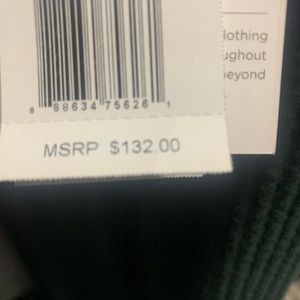 lothing
ughout
eyond
8 88634 75626 1
MSRP $132.00